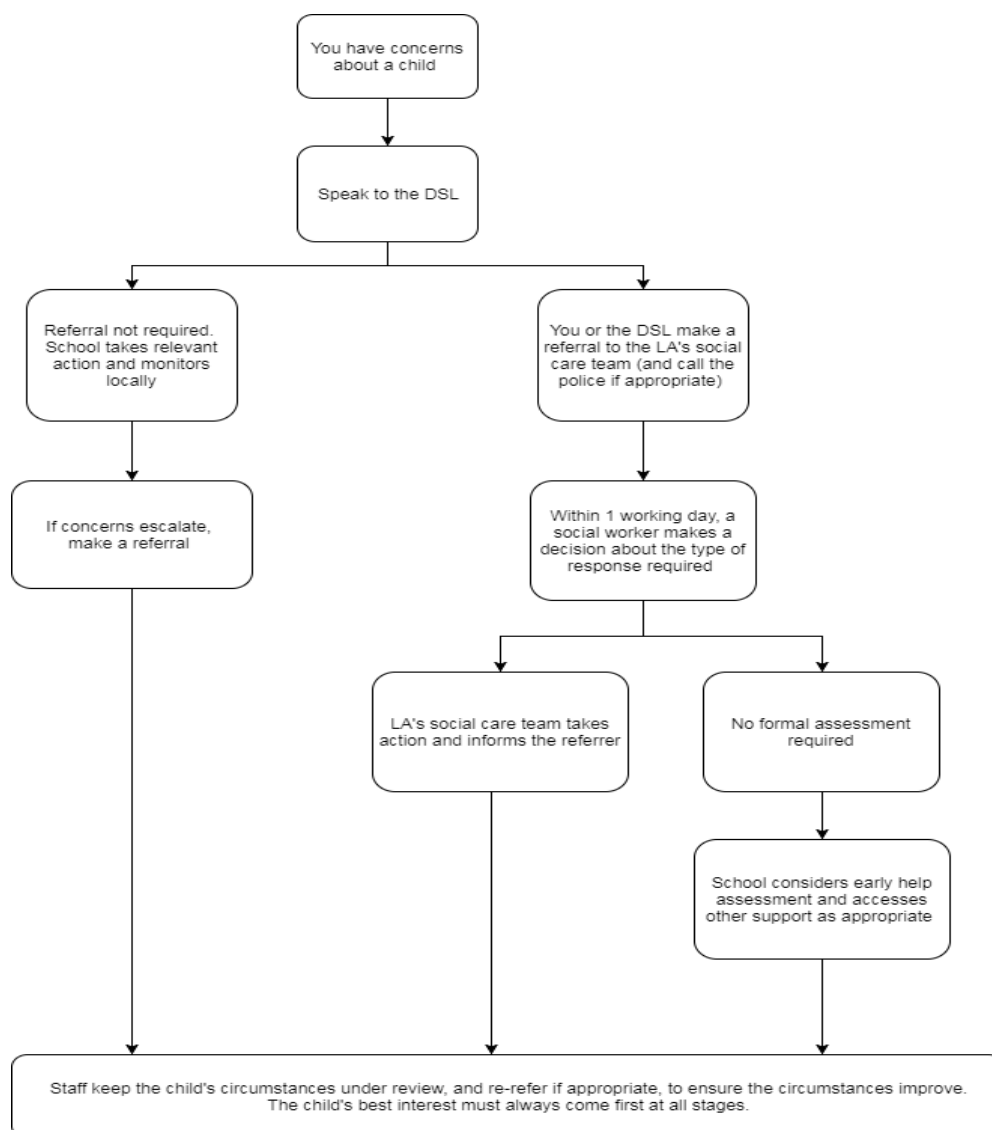 You have concerns
about a child
Speak to the DSL
Referral not required.
School takes relevant
action and monitors
locally
You or the DSL make a
referral to the LA's social
care team (and call the
police if appropriate)
If concerns escalate,
make a referral
Within 1 working day, a
social worker makes a
decision about the type of
response required
LA's social care team takes
action and informs the referrer
No formal assessment
required
School considers early help
assessment and accesses
other support as appropriate
Staff keep the child's circumstances under review, and re-refer if appropriate, to ensure the circumstances improve.
The child's best interest must always come first at all stages.